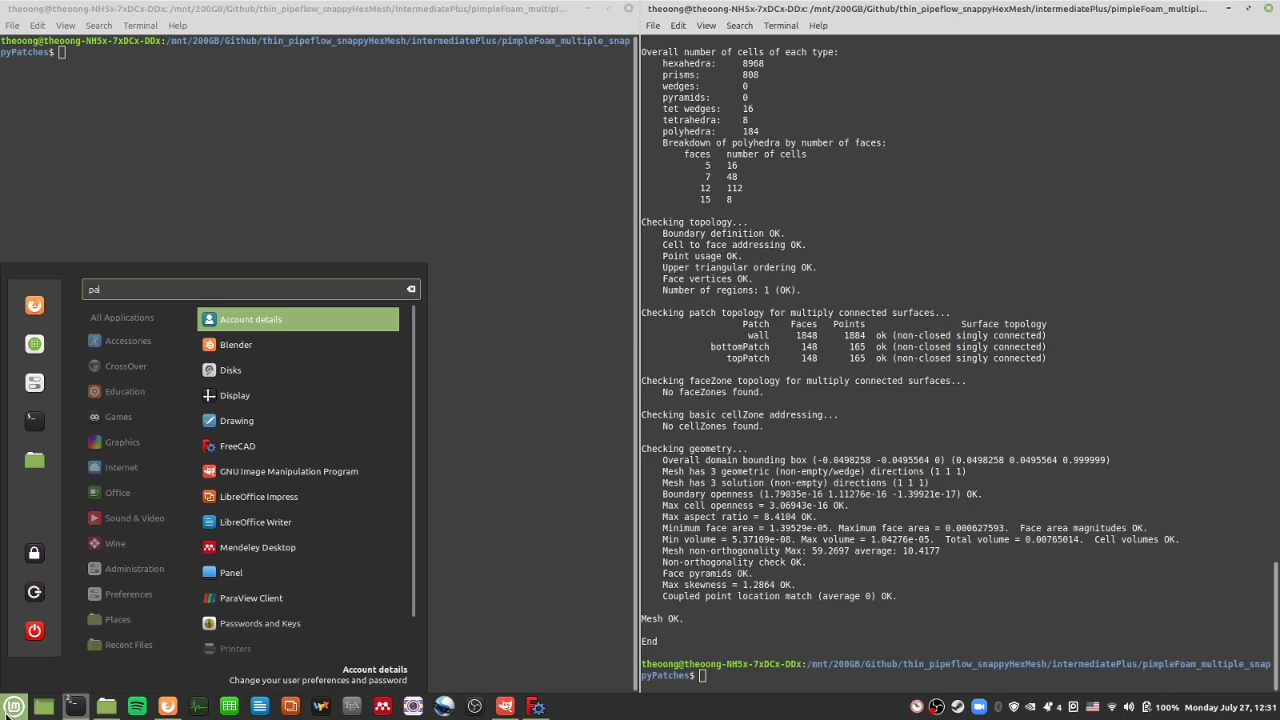 theoong@theoong-NH5x-7xDCx-DDx: /mnt/200GB/Github/thin_pipeflow_snappyHexMesh/intermediatePlus/pimpleFoam_multipl...
File Edit View Search Terminal Help
theoong@theoong-NH5x-7xDCx-DDx:/mnt/200GB/Github/thin_pipeflow_snappyHexMesh/intermediatePlus/pimpleFoam_multiple_snap
pyPatches$
pa
All Applications
Accessories
CrossOver
Education
Games
Graphics
Internet
Office
Sound & Video
Wine
Administration
Preferences
Places
Recent Files
Account details
Blender
Disks
Display
Drawing
FreeCAD
GNU Image Manipulation Program
LibreOffice Impress
LibreOffice Writer
Mendeley Desktop
Panel
ParaView Client
Passwords and Keys
Printers
Account details
Change your user preferences and password
theoong@theoong-NH5x-7xDCx-DDx: /mnt/200GB/Github/thin_pipeflow_snappyHexMesh/intermediatePlus/pimpleFoam_multipl...
File Edit View Search Terminal Help
Overall number of cells of each type:
hexahedra: 8968
prisms: 808
wedges: 0
pyramids: 0
tet wedges: 16
tetrahedra: 8
polyhedra: 184
Breakdown of polyhedra by number of faces:
faces number of cells
5 16
7 48
12 112
15 8
Checking topology...
Boundary definition OK.
Cell to face addressing OK.
Point usage OK.
Upper triangular ordering OK.
Face vertices OK.
Number of regions: 1 (OK).
Checking patch topology for multiply connected surfaces...
Patch Faces Points Surface topology
wall 1848 1884 ok (non-closed singly connected)
bottomPatch 148 165 ok (non-closed singly connected)
topPatch 148 165 ok (non-closed singly connected)
Checking faceZone topology for multiply connected surfaces...
No faceZones found.
Checking basic cellZone addressing...
No cellZones found.
Checking geometry...
Overall domain bounding box (-0.0498258 -0.0495564 0) (0.0498258 0.0495564 0.999999)
Mesh has 3 geometric (non-empty/wedge) directions (1 1 1)
Mesh has 3 solution (non-empty) directions (1 1 1)
Boundary openness (1.79035e-16 1.11276e-16 -1.39921e-17) OK.
Max cell openness = 3.06943e-16 OK.
Max aspect ratio = 8.4104 OK.
Minimum face area = 1.39529e-05. Maximum face area = 0.000627593. Face area magnitudes OK.
Min volume = 5.37109e-08. Max volume = 1.04276e-05. Total volume = 0.00765014. Cell volumes OK.
Mesh non-orthogonality Max: 59.2697 average: 10.4177
Non-orthogonality check OK.
Face pyramids OK.
Max skewness = 1.2864 OK.
Coupled point location match (average 0) OK.
Mesh OK.
End
theoong@theoong-NH5x-7xDCx-DDx:/mnt/200GB/Github/thin_pipeflow_snappyHexMesh/intermediatePlus/pimpleFoam_multiple_snap
pyPatches$
100% Monday July 27, 12:31